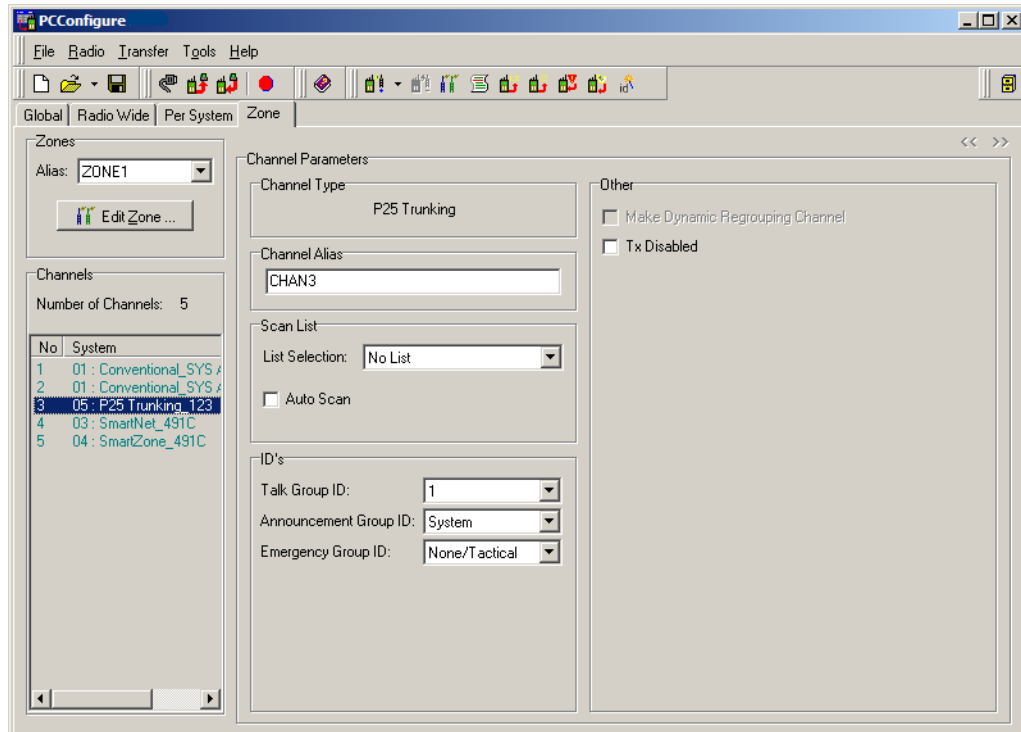 PCConfigure
File Radio Transfer Tools Help
Global Radio Wide Per System Zone
Zones
Alias: ZONE1
Edit Zone ...
Channels
Number of Channels: 5
No System
1 01 : Conventional_SYS A
2 01 : Conventional_SYS A
3 05 : P25 Trunking_123
4 03 : SmartNet_491C
5 04 : SmartZone_491C
<< >>
Channel Parameters
Channel Type
P25 Trunking
Channel Alias
CHAN3
Scan List
List Selection: No List
Auto Scan
ID's
Talk Group ID: 1
Announcement Group ID: System
Emergency Group ID: None/Tactical
Other
Make Dynamic Regrouping Channel
Tx Disabled